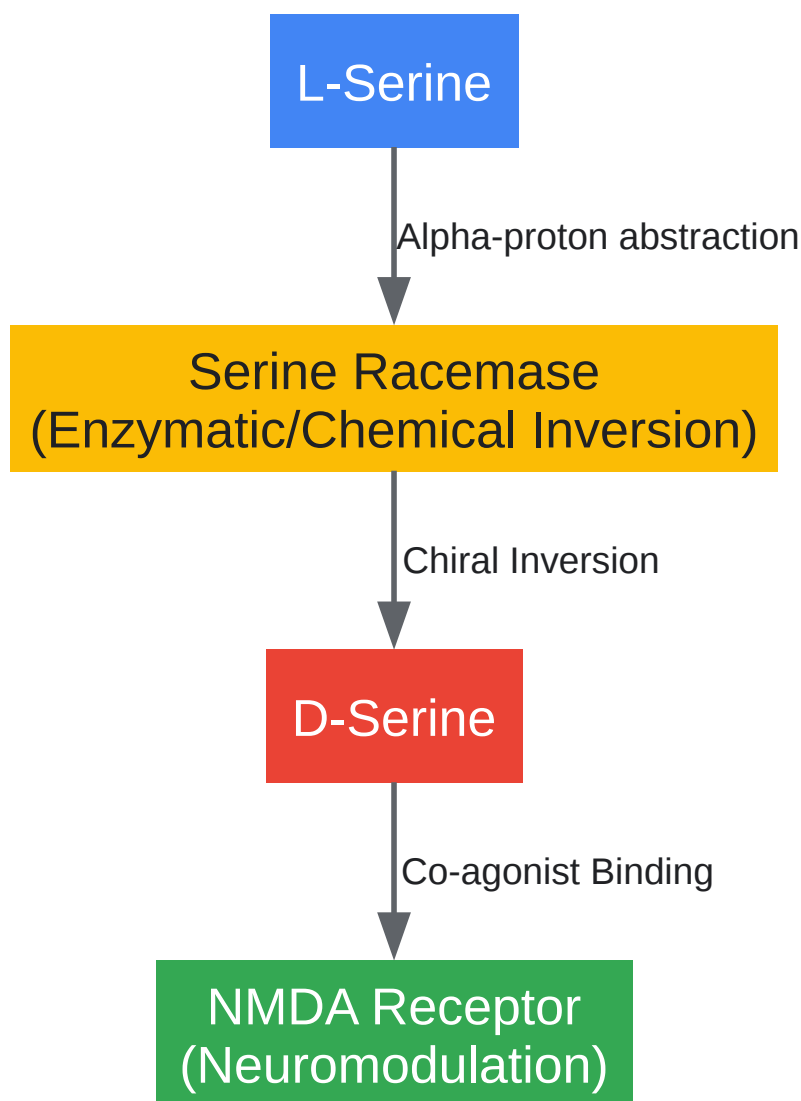 L-Serine
Alpha-proton abstraction
Serine Racemase
(Enzymatic/Chemical Inversion)
Chiral Inversion
D-Serine
Co-agonist Binding
NMDA Receptor
(Neuromodulation)